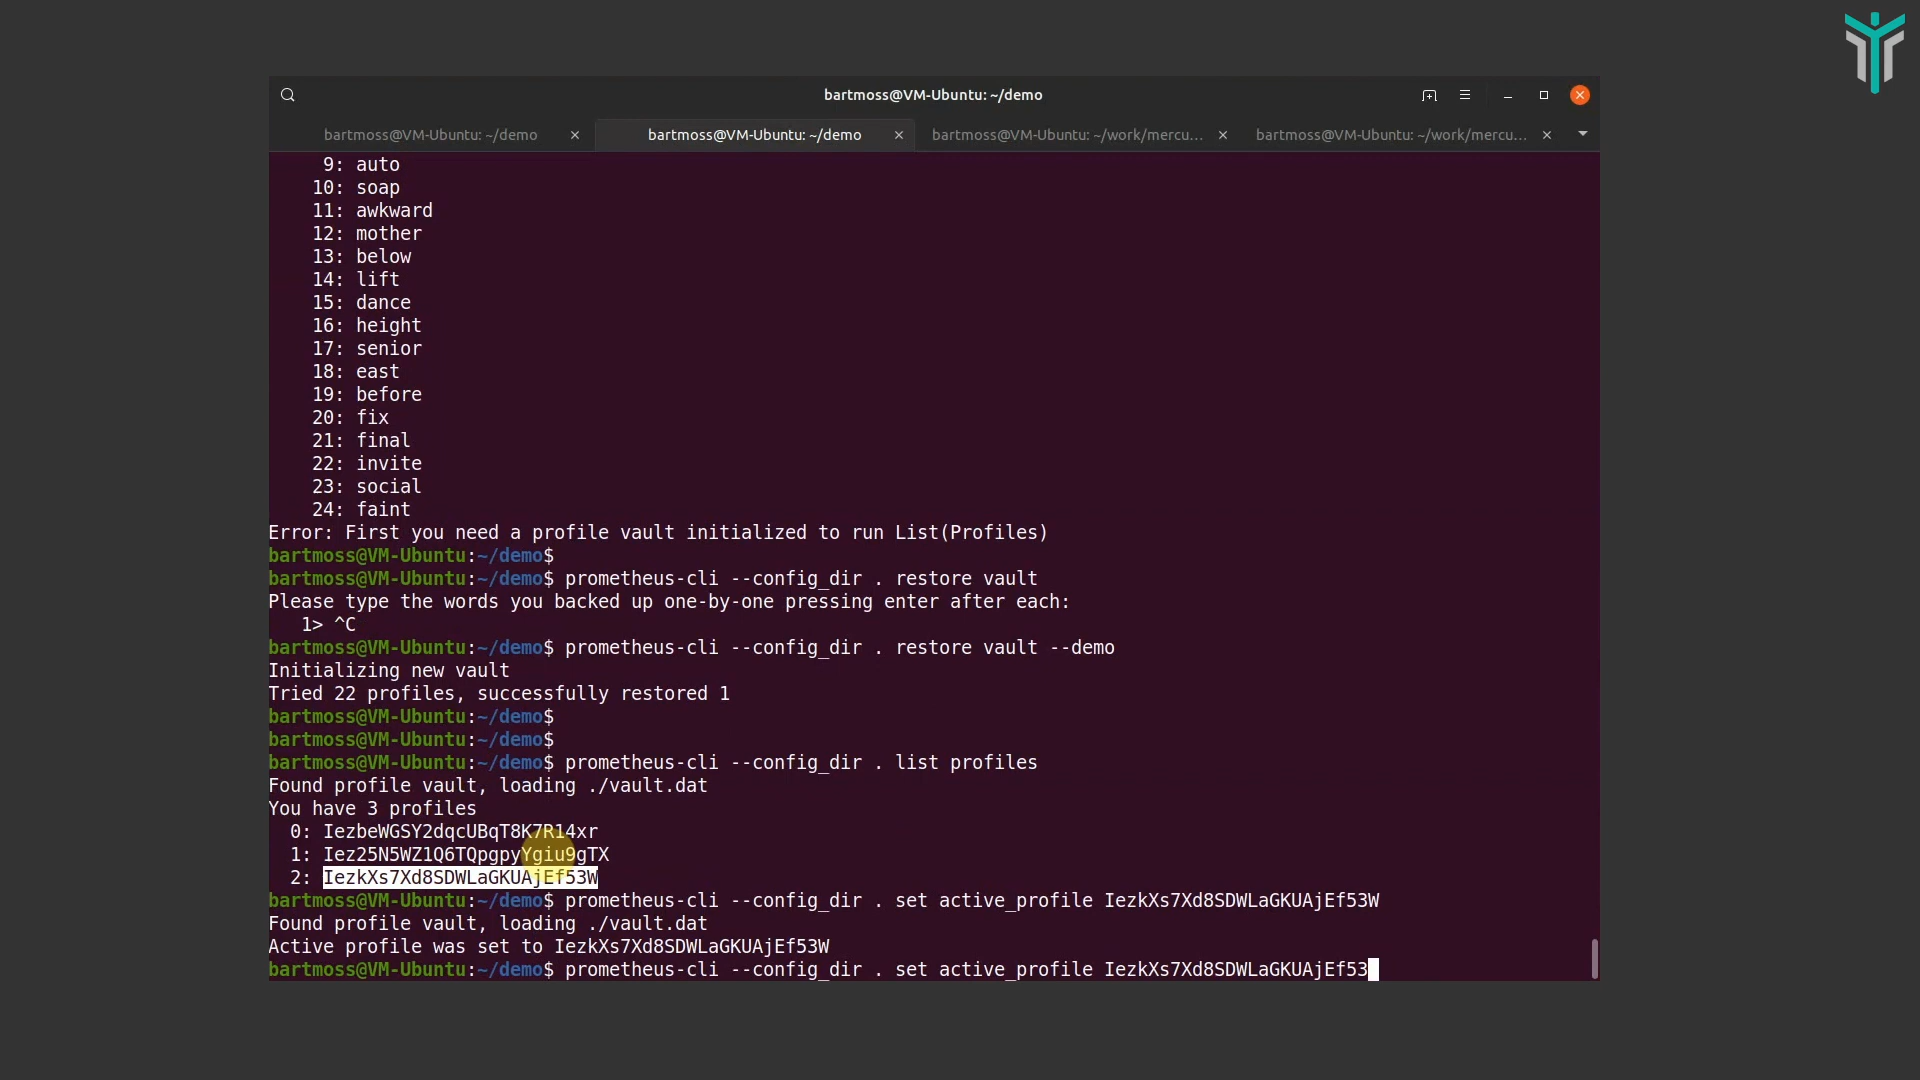 bartmoss@VM-Ubuntu: ~/demo
bartmoss@VM-Ubuntu: ~/demo
bartmoss@VM-Ubuntu: ~/demo
bartmoss@VM-Ubuntu: ~/work/mercu...
bartmoss@VM-Ubuntu: ~/work/mercu...
9: auto
10: soap
11: awkward
12: mother
13: below
14: lift
15: dance
16: height
17: senior
18: east
19: before
20: fix
21: final
22: invite
23: social
24: faint
Error: First you need a profile vault initialized to run List(Profiles)
bartmoss@VM-Ubuntu:~/demo$
bartmoss@VM-Ubuntu:~/demo$ prometheus-cli --config_dir . restore vault
Please type the words you backed up one-by-one pressing enter after each:
1> ^C
bartmoss@VM-Ubuntu:~/demo$ prometheus-cli --config_dir . restore vault --demo
Initializing new vault
Tried 22 profiles, successfully restored 1
bartmoss@VM-Ubuntu:~/demo$
bartmoss@VM-Ubuntu:~/demo$
bartmoss@VM-Ubuntu:~/demo$ prometheus-cli --config_dir . list profiles
Found profile vault, loading ./vault.dat
You have 3 profiles
0: IezbeWGSY2dqcUBqT8K7R14xr
1: Iez25N5WZ1Q6TQpgpyYgiu9gTX
2: IezkXs7Xd8SDWLaGKUAjEf53W
bartmoss@VM-Ubuntu:~/demo$ prometheus-cli --config_dir . set active_profile IezkXs7Xd8SDWLaGKUAjEf53W
Found profile vault, loading ./vault.dat
Active profile was set to IezkXs7Xd8SDWLaGKUAjEf53W
bartmoss@VM-Ubuntu:~/demo$ prometheus-cli --config_dir . set active_profile IezkXs7Xd8SDWLaGKUAjEf53